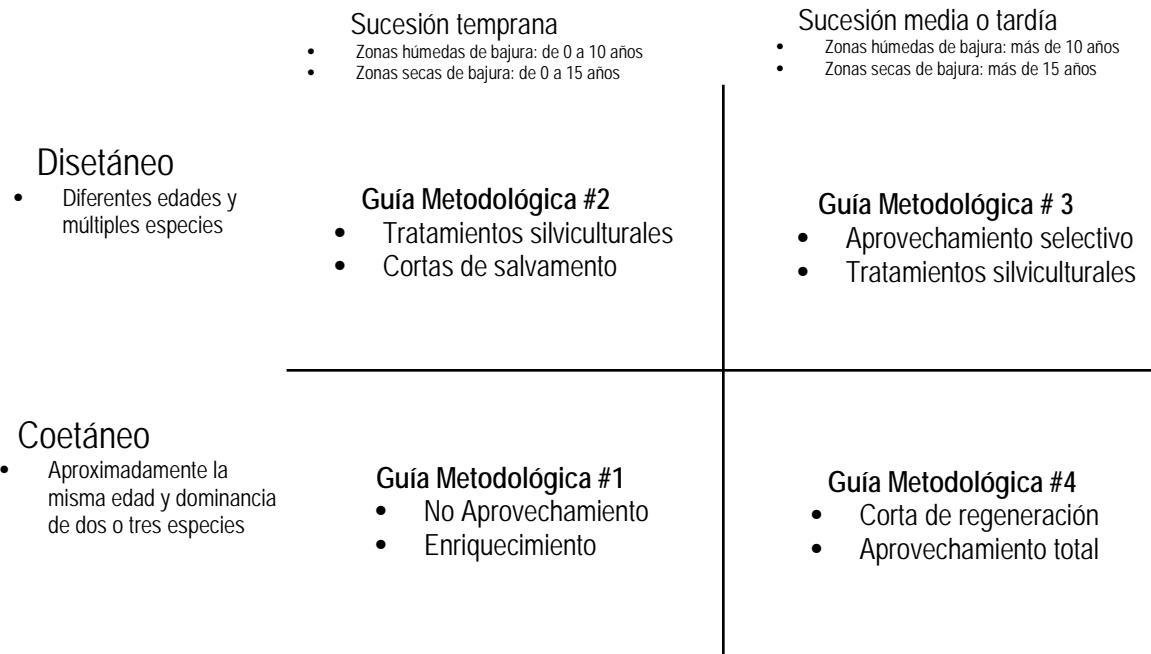 Sucesión temprana
• Zonas húmedas de bajura: de 0 a 10 años
• Zonas secas de bajura: de 0 a 15 años
Sucesión media o tardía
• Zonas húmedas de bajura: más de 10 años
• Zonas secas de bajura: más de 15 años
Disetáneo
• Diferentes edades y
múltiples especies
Guía Metodológica #2
• Tratamientos silviculturales
• Cortas de salvamento
Guía Metodológica # 3
• Aprovechamiento selectivo
• Tratamientos silviculturales
Coetáneo
• Aproximadamente la
misma edad y dominancia
de dos o tres especies
Guía Metodológica #1
• No Aprovechamiento
• Enriquecimiento
Guía Metodológica #4
• Corta de regeneración
• Aprovechamiento total